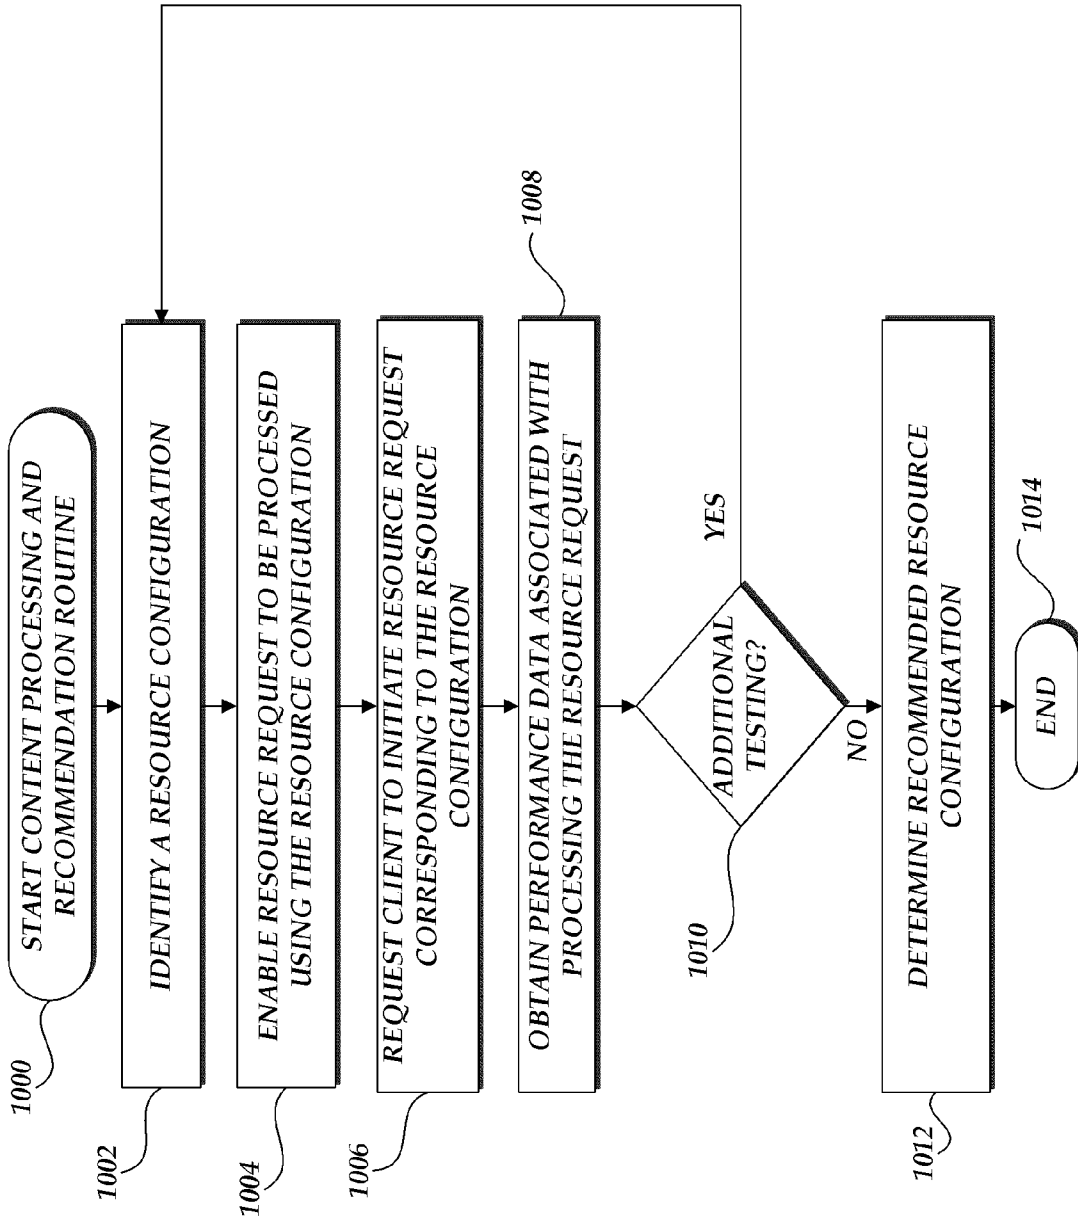 1000
START CONTENT PROCESSING AND
RECOMMENDATION ROUTINE
1002
IDENTIFY A RESOURCE CONFIGURATION
1004
ENABLE RESOURCE REQUEST TO BE PROCESSED
USING THE RESOURCE CONFIGURATION
1006
REQUEST CLIENT TO INITIATE RESOURCE REQUEST
CORRESPONDING TO THE RESOURCE
CONFIGURATION
1008
OBTAIN PERFORMANCE DATA ASSOCIATED WITH
PROCESSING THE RESOURCE REQUEST
1010
ADDITIONAL
TESTING?
YES
NO
1012
DETERMINE RECOMMENDED RESOURCE
CONFIGURATION
1014
END